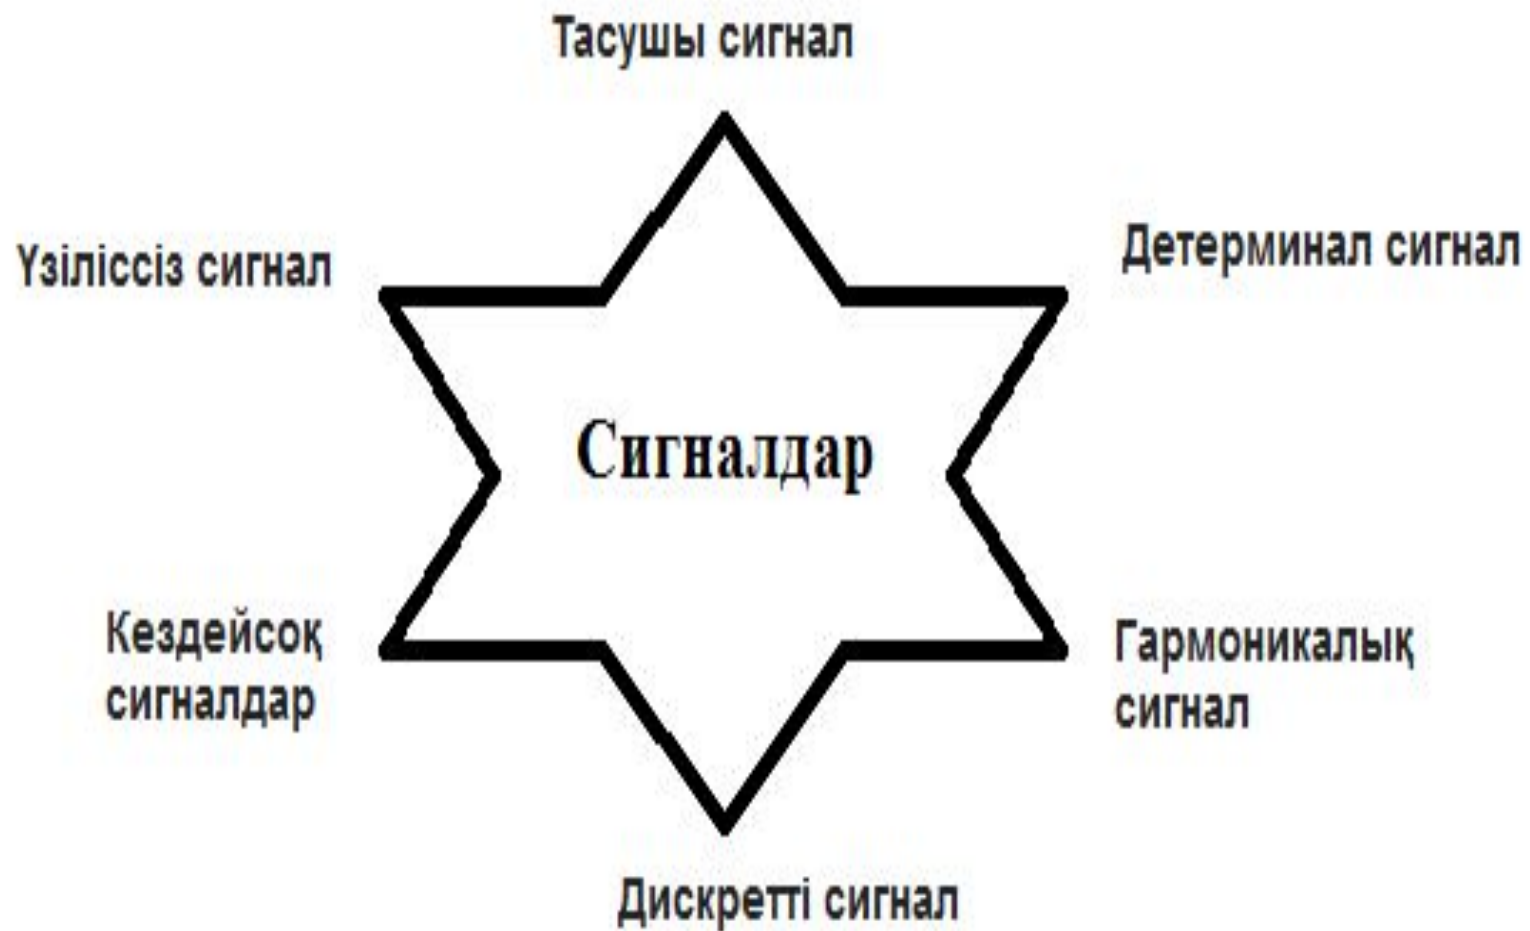 Тасушы сигнал
Детерминал сигнал
Үзіліссіз сигнал
Сигналдар
Кездейсоқ
сигналдар
Гармоникалық
сигнал
Дискретті сигнал